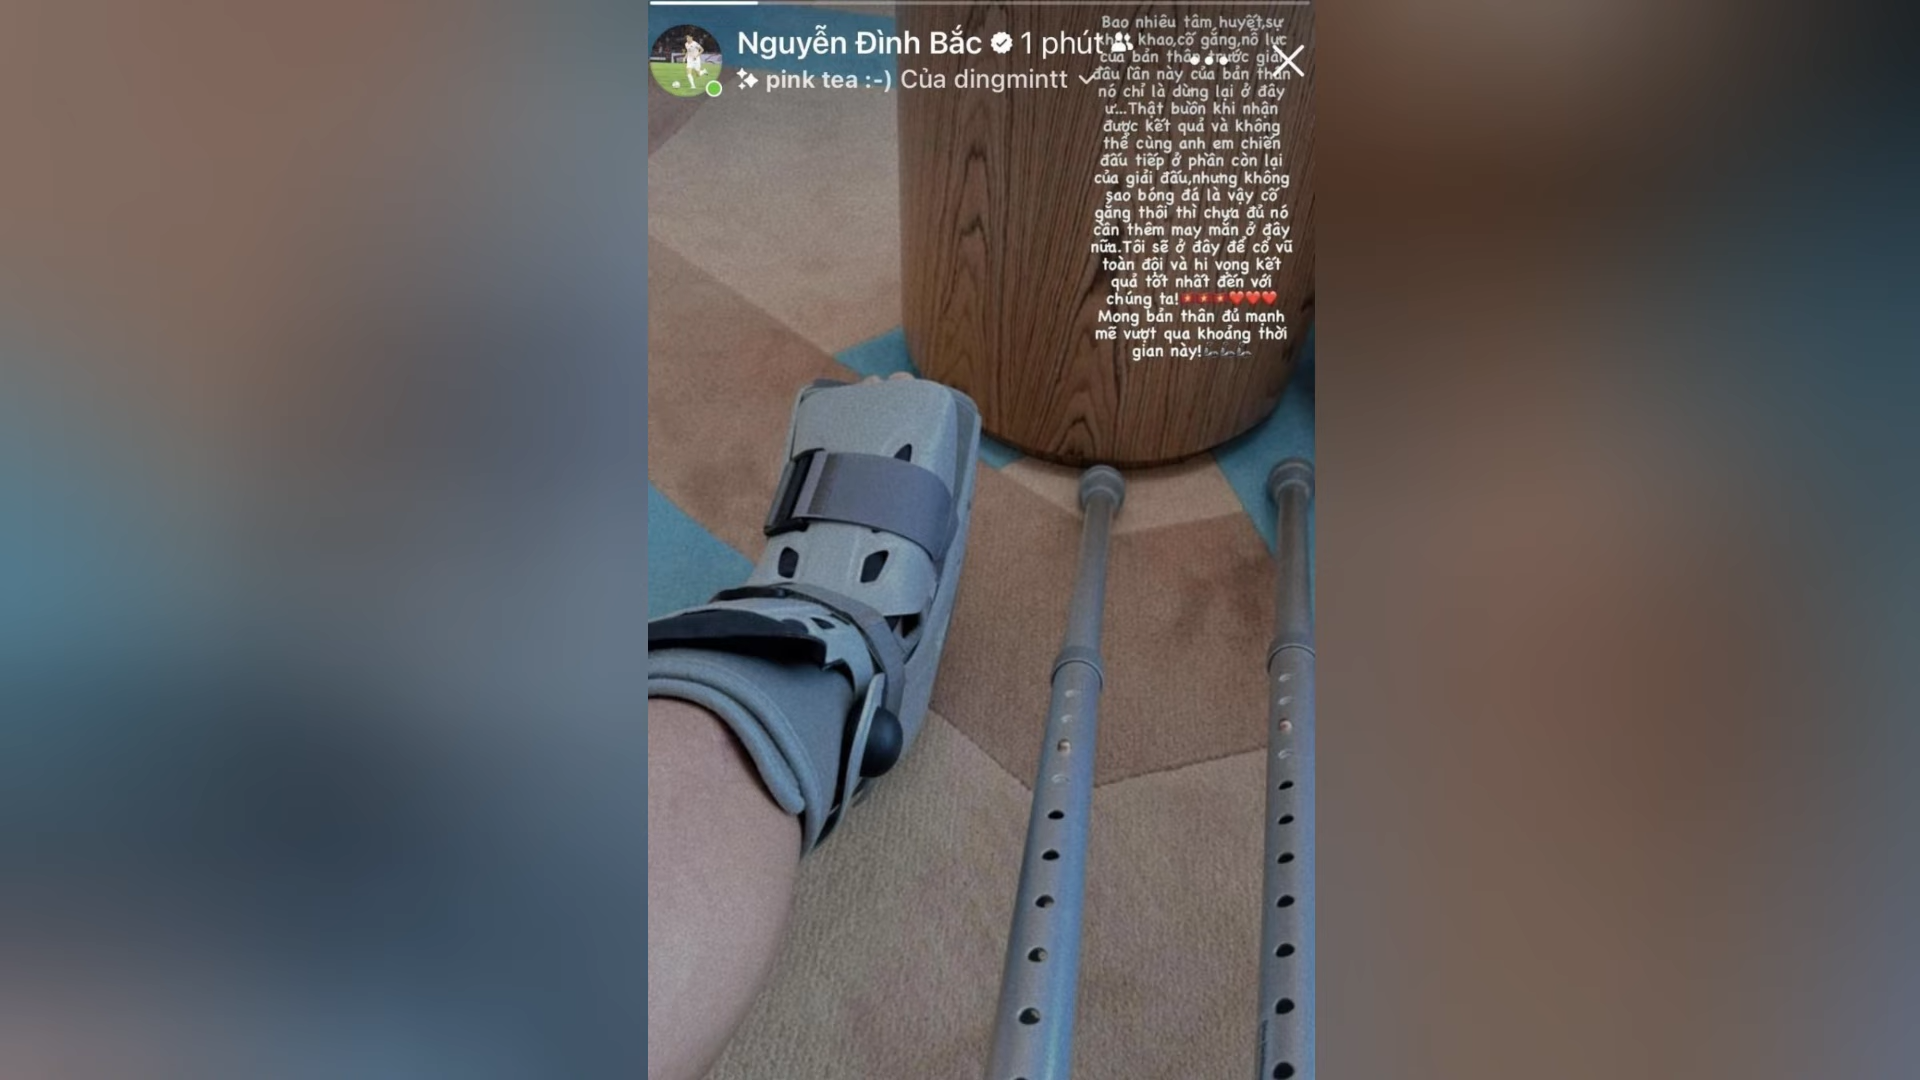 Nguyễn Đình Bắc 1 phút
pink tea :-) Của dingmintt
Bao nhiêu tâm huyết,sự
khao,cố gắng,nỗ lực
của bản thân trước giải
đấu lần này của bản thân
nó chỉ là dừng lại ở đây
ư...Thật buồn khi nhận
được kết quả và không
thể cùng anh em chiến
đấu tiếp ở phần còn lại
của giải đấu,nhưng không
sao bóng đá là vậy cố
gắng thôi thì chưa đủ nó
cần thêm may mắn ở đây
nữa.Tôi sẽ ở đây để cổ vũ
toàn đội và hi vọng kết
quả tốt nhất đến với
chúng ta!🇻🇳🇻🇳🇻🇳❤️❤️❤️
Mong bản thân đủ mạnh
mẽ vượt qua khoảng thời
gian này!